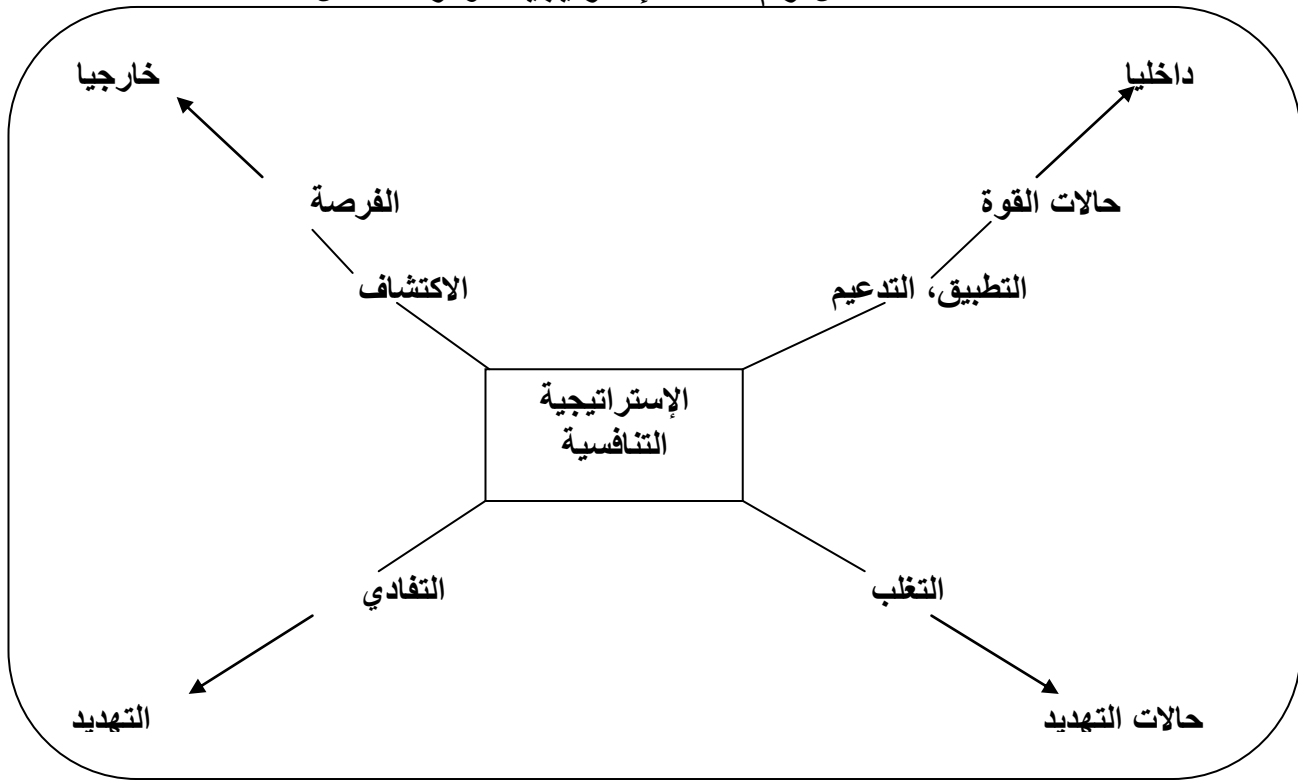 داخليا
خارجيا
حالات القوة
الفرصة
التطبيق، التدعيم
الاكتشاف
الإستراتيجية
التنافسية
التغلب
التفادي
حالات التهديد
التهديد